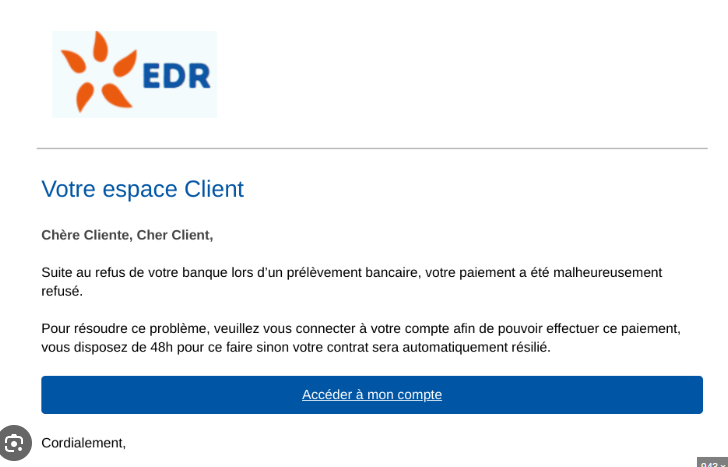 EDR
Votre espace Client
Chère Cliente, Cher Client,
Suite au refus de votre banque lors d’un prélèvement bancaire, votre paiement a été malheureusement
refusé.
Pour résoudre ce problème, veuillez vous connecter à votre compte afin de pouvoir effectuer ce paiement,
vous disposez de 48h pour ce faire sinon votre contrat sera automatiquement résilié.
Accéder à mon compte
Cordialement,